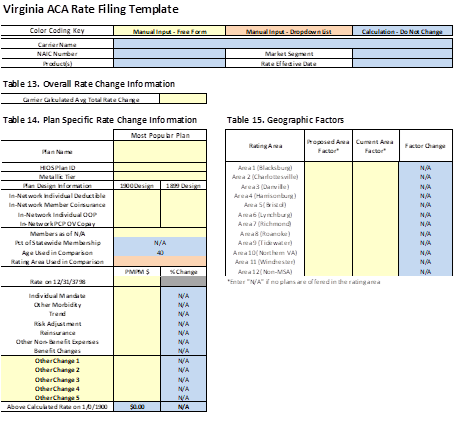 Virginia ACA Rate Filing Template
Color Coding Key Manual Input - Free Form Manual Input - Dropdown list Calculation - Do Not Change
Carrier Name
NAIC Number Market Segment
Product(s) Rate Effective Date
Table 13. Overall Rate Change Information
Carrier Calculated Avg Total Rate Change
Table 14. Plan Specific Rate Change Information
Most Popular Plan
Plan Name
HIOS Plan ID
Metallic Tier
Plan Design Information 1900 Design 1899 Design
In-Network Individual Deductible
In-Network Member Coinsurance
In-Network Individual OOP
In-Network PCP OV Copay
Members as of N/A
Pct of Statewide Membership N/A
Age Used in Comparison 40
Rating Area Used in Comparison
PMPM $ % Change
Rate on 12/31/3798
Individual Mandate N/A
Other Morbidity N/A
Trend N/A
Risk Adjustment N/A
Reinsurance N/A
Other Non-Benefit Expenses N/A
Benefit Changes N/A
Other Change 1 N/A
Other Change 2 N/A
Other Change 3 N/A
Other Change 4 N/A
Other Change 5 N/A
Above Calculated Rate on 1/0/1900 $0.00 N/A
Table 15. Geographic Factors
Rating Area Proposed Area Factor* Current Area Factor* Factor Change
Area 1 (Blacksburg) N/A
Area 2 (Charlottesville) N/A
Area 3 (Danville) N/A
Area 4 (Harrisonburg) N/A
Area 5 (Bristol) N/A
Area 6 (Lynchburg) N/A
Area 7 (Richmond) N/A
Area 8 (Roanoke) N/A
Area 9 (Tidewater) N/A
Area 10 (Northern VA) N/A
Area 11 (Winchester) N/A
Area 12 (Non-MSA) N/A
*Enter "N/A" if no plans are offered in the rating area